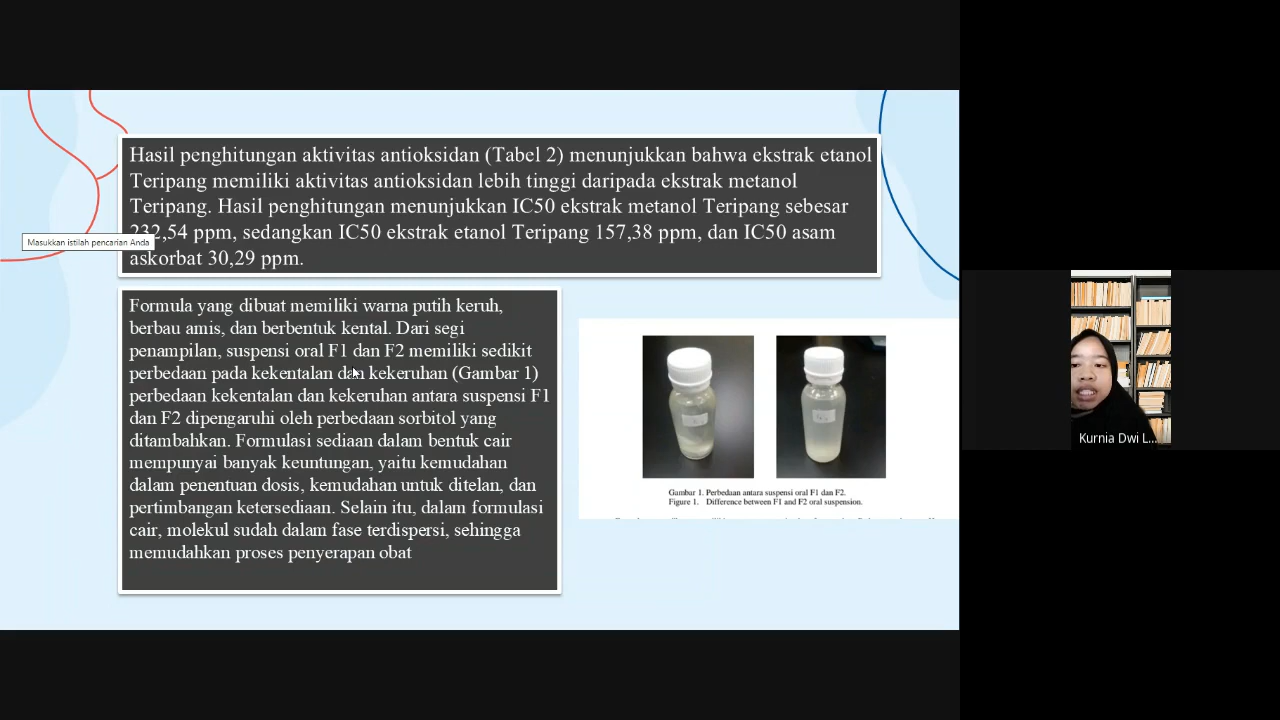 Hasil penghitungan aktivitas antioksidan (Tabel 2) menunjukkan bahwa ekstrak etanol
Teripang memiliki aktivitas antioksidan lebih tinggi daripada ekstrak metanol
Teripang. Hasil penghitungan menunjukkan IC50 ekstrak metanol Teripang sebesar
232,54 ppm, sedangkan IC50 ekstrak etanol Teripang 157,38 ppm, dan IC50 asam
askorbat 30,29 ppm.
Masukkan istilah pencarian Anda
Formula yang dibuat memiliki warna putih keruh,
berbau amis, dan berbentuk kental. Dari segi
penampilan, suspensi oral F1 dan F2 memiliki sedikit
perbedaan pada kekentalan dan kekeruhan (Gambar 1)
perbedaan kekentalan dan kekeruhan antara suspensi F1
dan F2 dipengaruhi oleh perbedaan sorbitol yang
ditambahkan. Formulasi sediaan dalam bentuk cair
mempunyai banyak keuntungan, yaitu kemudahan
dalam penentuan dosis, kemudahan untuk ditelan, dan
pertimbangan ketersediaan. Selain itu, dalam formulasi
cair, molekul sudah dalam fase terdispersi, sehingga
memudahkan proses penyerapan obat
Gambar 1. Perbedaan antara suspensi oral F1 dan F2.
Figure 1. Difference between F1 and F2 oral suspension.
Kurnia Dwi L...